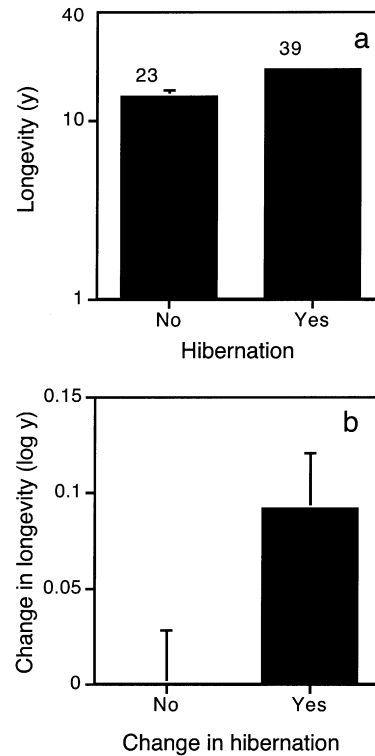 40
a
39
23
10
1
Longevity (y)
No
Yes
Hibernation
0.15
b
0.1
0.05
0
Change in longevity (log y)
No
Yes
Change in hibernation